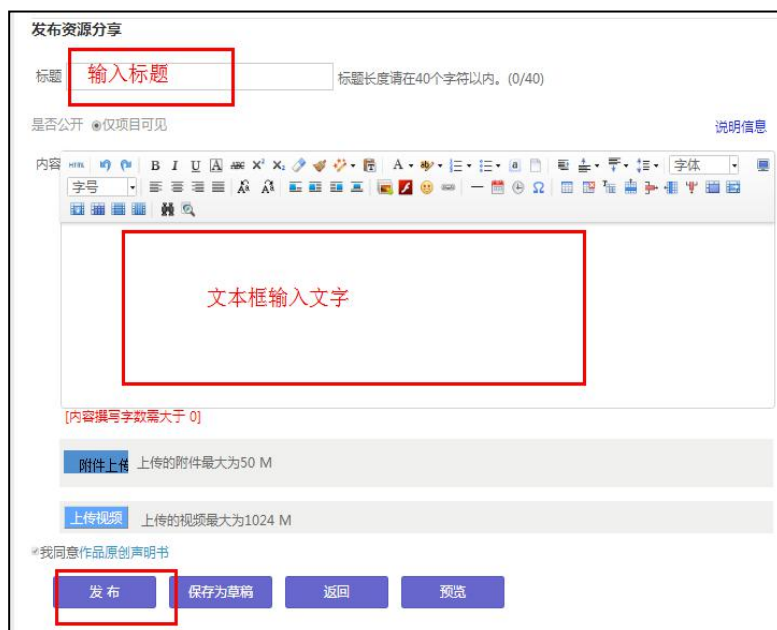 发布资源分享
标题 输入标题 标题长度请在40个字符以内。(0/40)
是否公开 仅项目可见 说明信息
内容 HTML B I U A ABC X² X₂ A ab 字体
字号
文本框输入文字
[内容撰写字数需大于 0]
附件上传 上传的附件最大为50 M
上传视频 上传的视频最大为1024 M
我同意作品原创声明书
发 布 保存为草稿 返回 预览